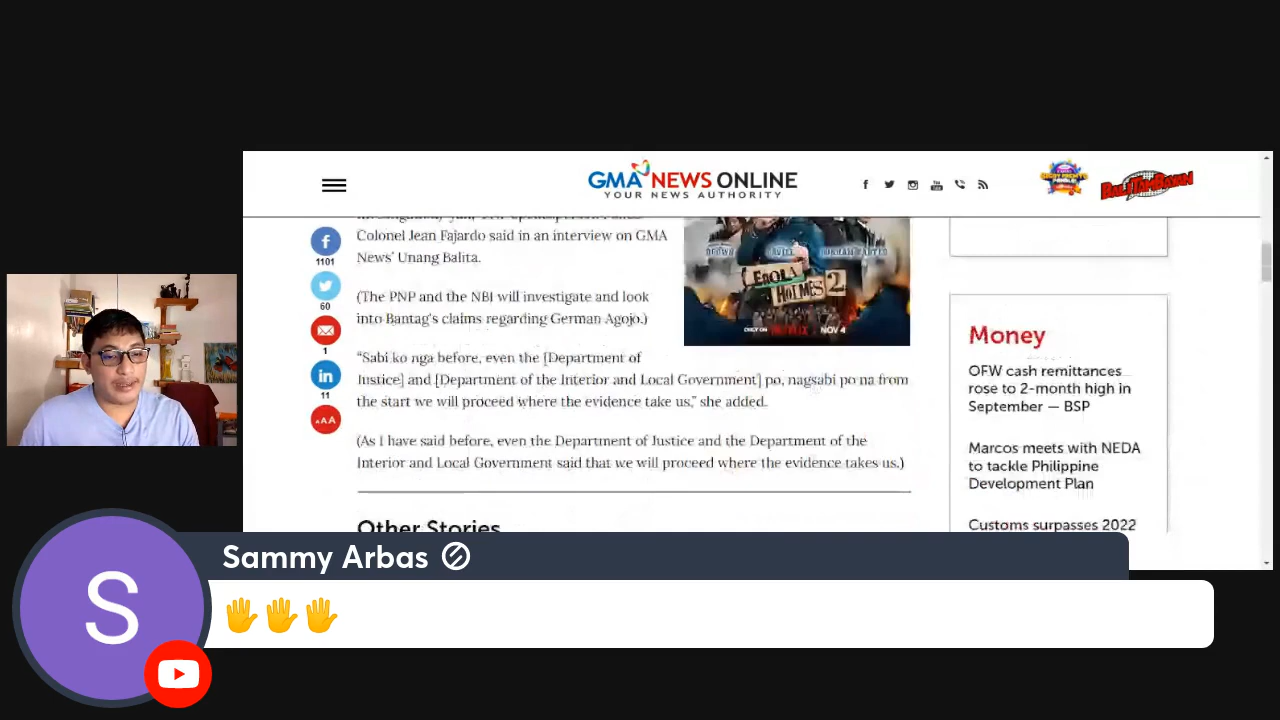 GMA NEWS ONLINE
YOUR NEWS AUTHORITY
BALITAMBAYAN
Colonel Jean Fajardo said in an interview on GMA
News' Unang Balita.
(The PNP and the NBI will investigate and look
into Bantag's claims regarding German Agojo.)
“Sabi ko nga before, even the [Department of
Justice] and [Department of the Interior and Local Government] po, nagsabi po na from
the start we will proceed where the evidence take us,” she added.
(As I have said before, even the Department of Justice and the Department of the
Interior and Local Government said that we will proceed where the evidence takes us.)
Other Stories
1101
60
1
in
11
AAA
ENOLA
HOLMES 2
ONLY ON NETFLIX NOV 4
Money
OFW cash remittances
rose to 2-month high in
September — BSP
Marcos meets with NEDA
to tackle Philippine
Development Plan
Customs surpasses 2022
S
Sammy Arbas